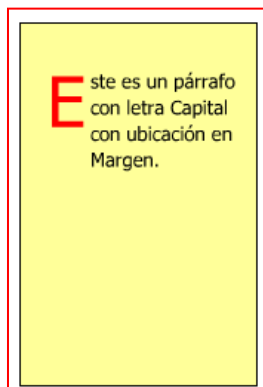 Este es un párrafo
con letra Capital
con ubicación en
Margen.